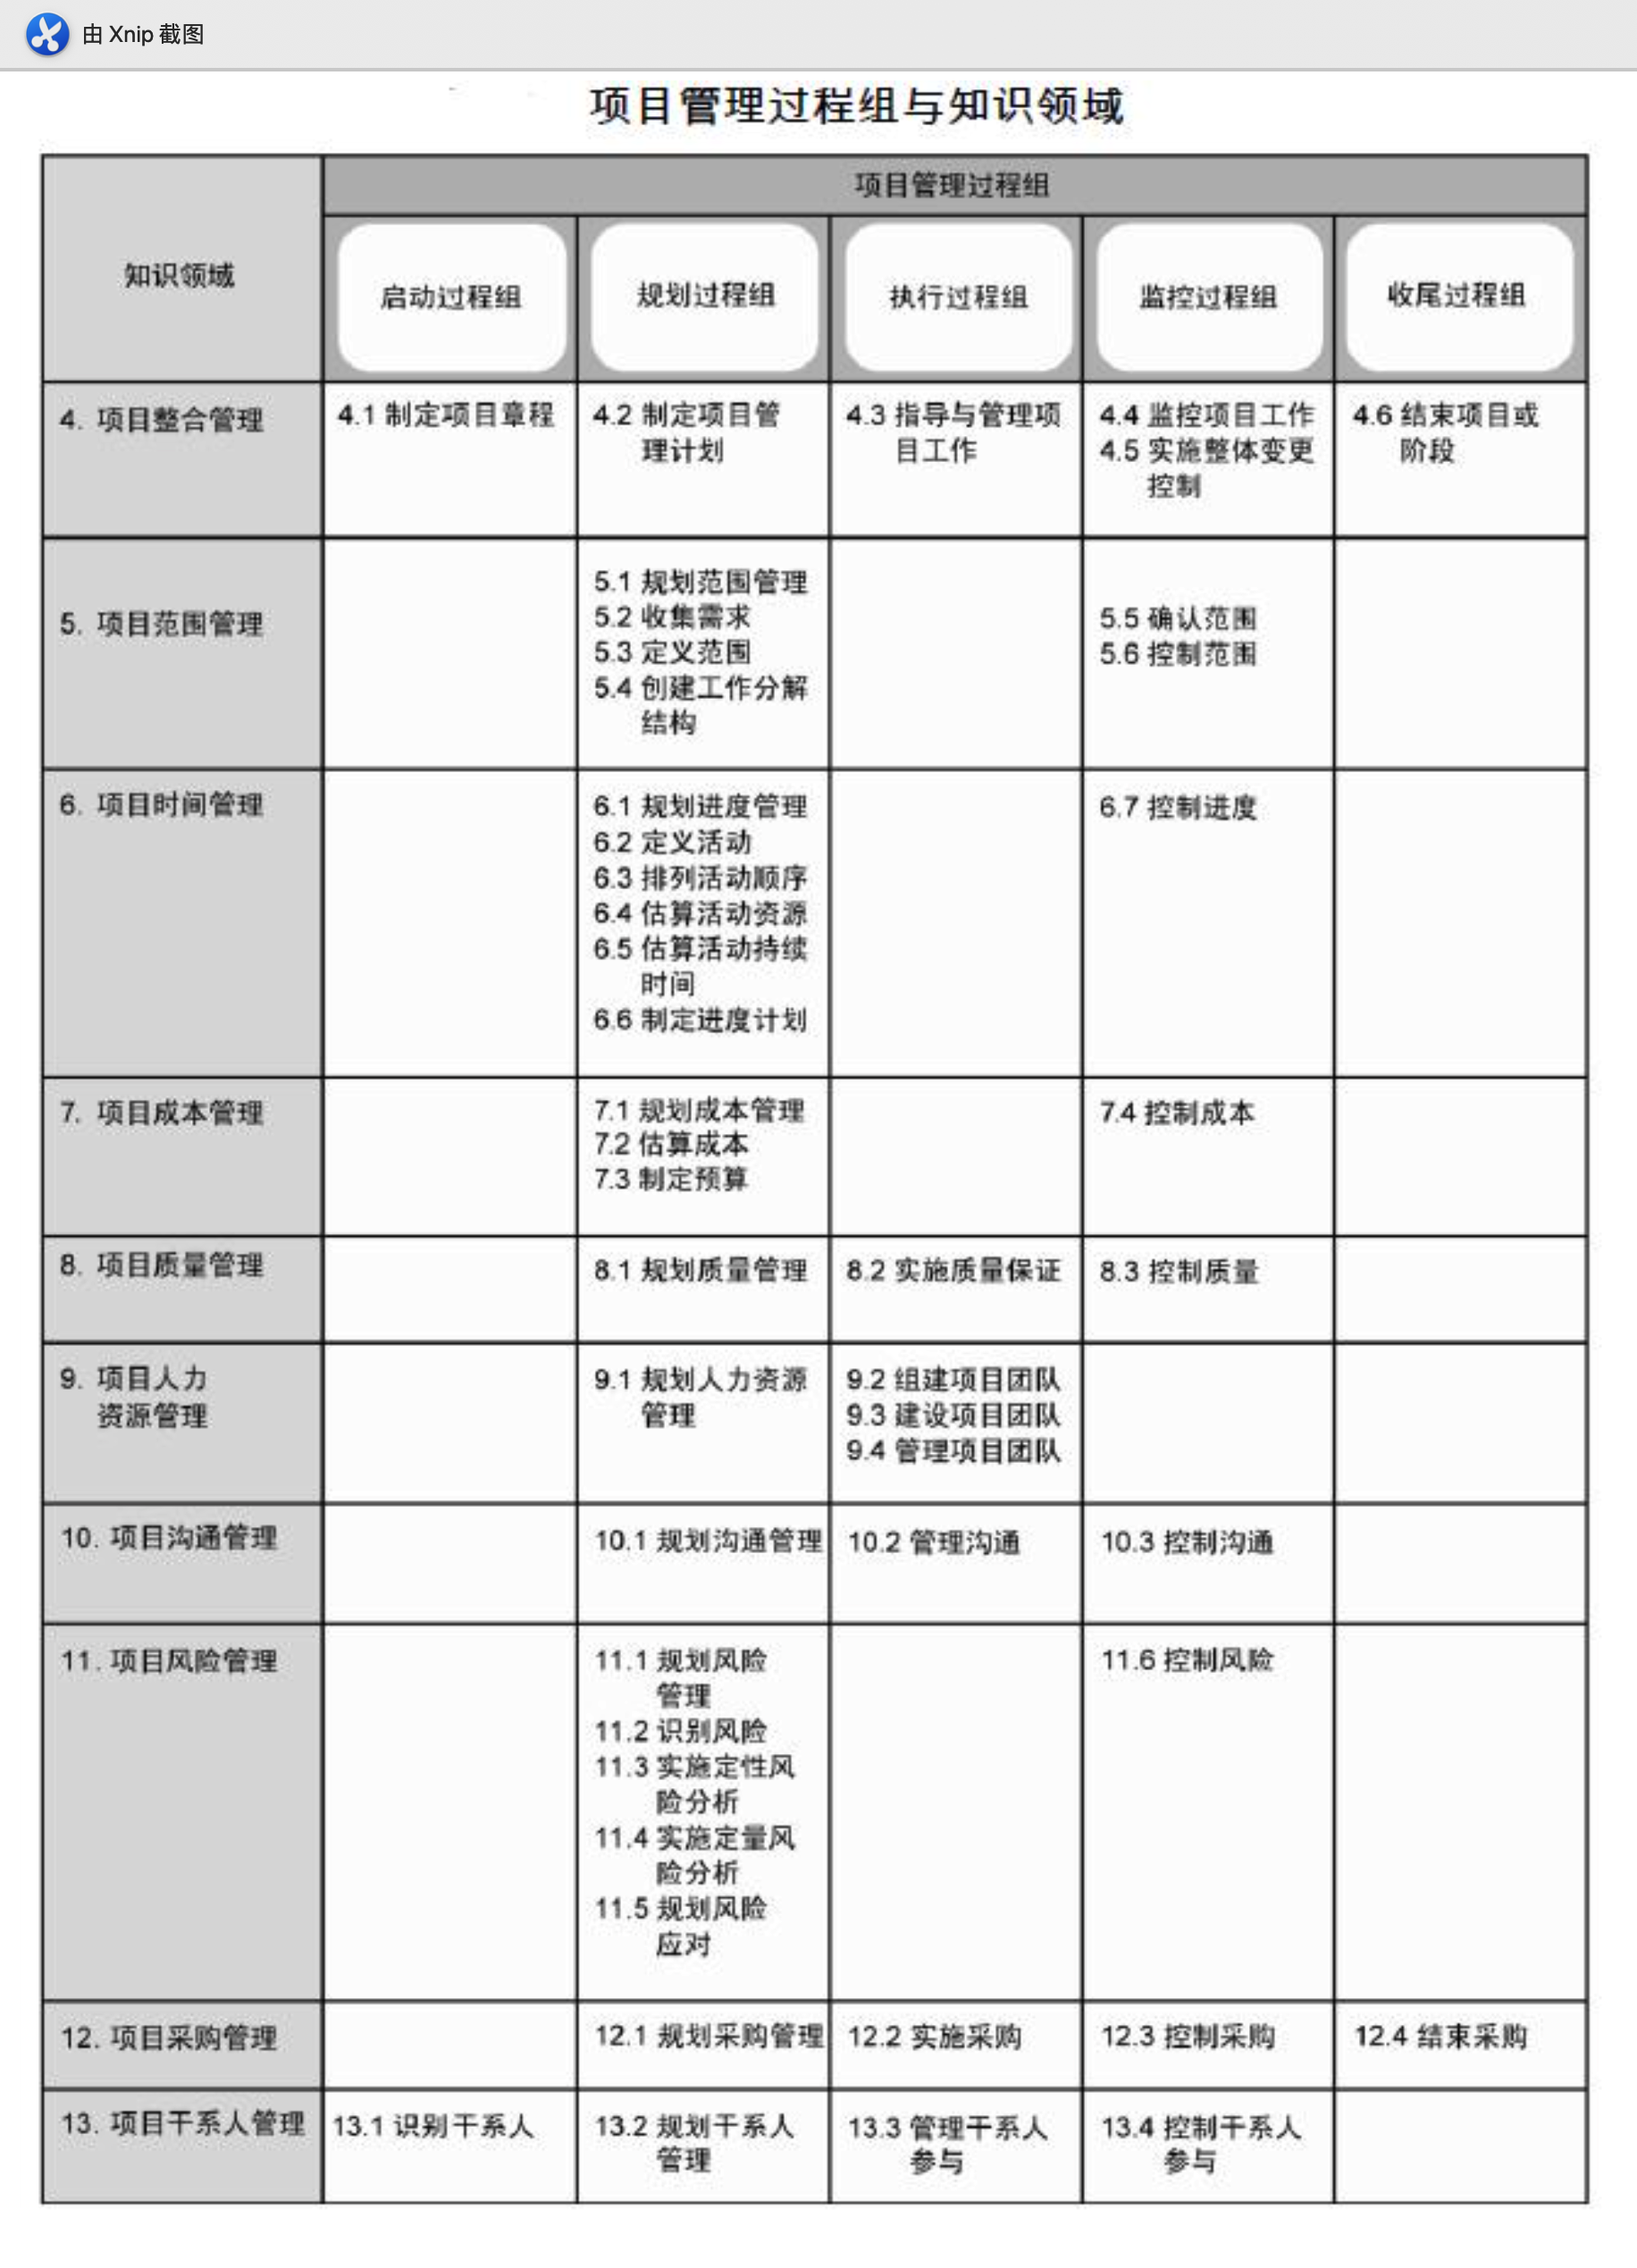 由 Xnip 截图
项目管理过程组与知识领域
知识领域
项目管理过程组
启动过程组
规划过程组
执行过程组
监控过程组
收尾过程组
4. 项目整合管理
4.1 制定项目章程
4.2 制定项目管
理计划
4.3 指导与管理项
目工作
4.4 监控项目工作
4.5 实施整体变更
控制
4.6 结束项目或
阶段
5. 项目范围管理
5.1 规划范围管理
5.2 收集需求
5.3 定义范围
5.4 创建工作分解
结构
5.5 确认范围
5.6 控制范围
6. 项目时间管理
6.1 规划进度管理
6.2 定义活动
6.3 排列活动顺序
6.4 估算活动资源
6.5 估算活动持续
时间
6.6 制定进度计划
6.7 控制进度
7. 项目成本管理
7.1 规划成本管理
7.2 估算成本
7.3 制定预算
7.4 控制成本
8. 项目质量管理
8.1 规划质量管理
8.2 实施质量保证
8.3 控制质量
9. 项目人力
资源管理
9.1 规划人力资源
管理
9.2 组建项目团队
9.3 建设项目团队
9.4 管理项目团队
10. 项目沟通管理
10.1 规划沟通管理
10.2 管理沟通
10.3 控制沟通
11. 项目风险管理
11.1 规划风险
管理
11.2 识别风险
11.3 实施定性风
险分析
11.4 实施定量风
险分析
11.5 规划风险
应对
11.6 控制风险
12. 项目采购管理
12.1 规划采购管理
12.2 实施采购
12.3 控制采购
12.4 结束采购
13. 项目干系人管理
13.1 识别干系人
13.2 规划干系人
管理
13.3 管理干系人
参与
13.4 控制干系人
参与